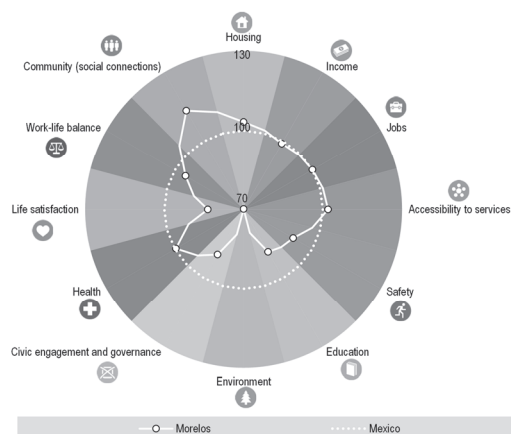 Housing
130
Community (social connections)
Income
Work-life balance
100
Jobs
Life satisfaction
70
Accessibility to services
Health
Safety
Civic engagement and governance
Education
Environment
Morelos
Mexico